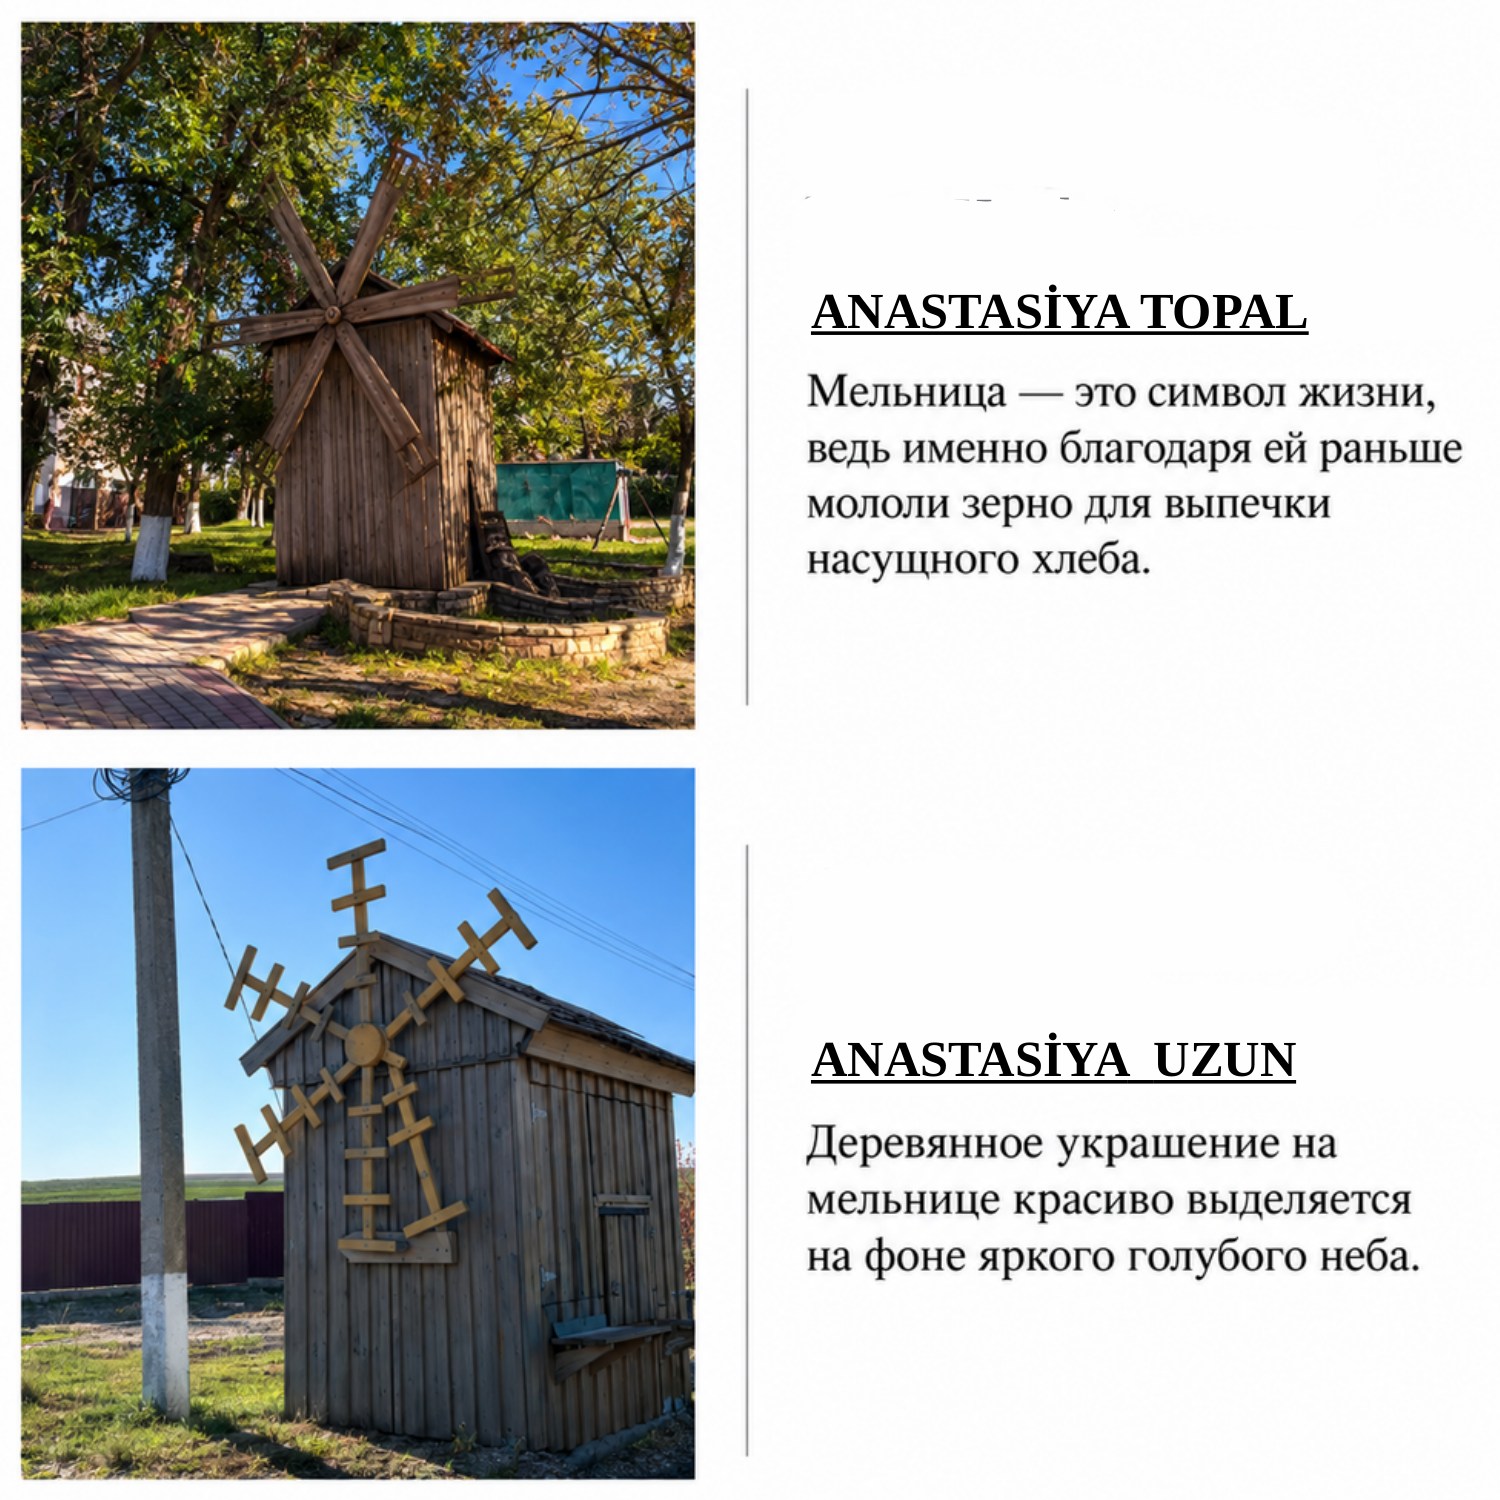 ANASTASİYA TOPAL
Мельница — это символ жизни,
ведь именно благодаря ей раньше
мололи зерно для выпечки
насущного хлеба.
ANASTASİYA UZUN
Деревянное украшение на
мельнице красиво выделяется
на фоне яркого голубого неба.